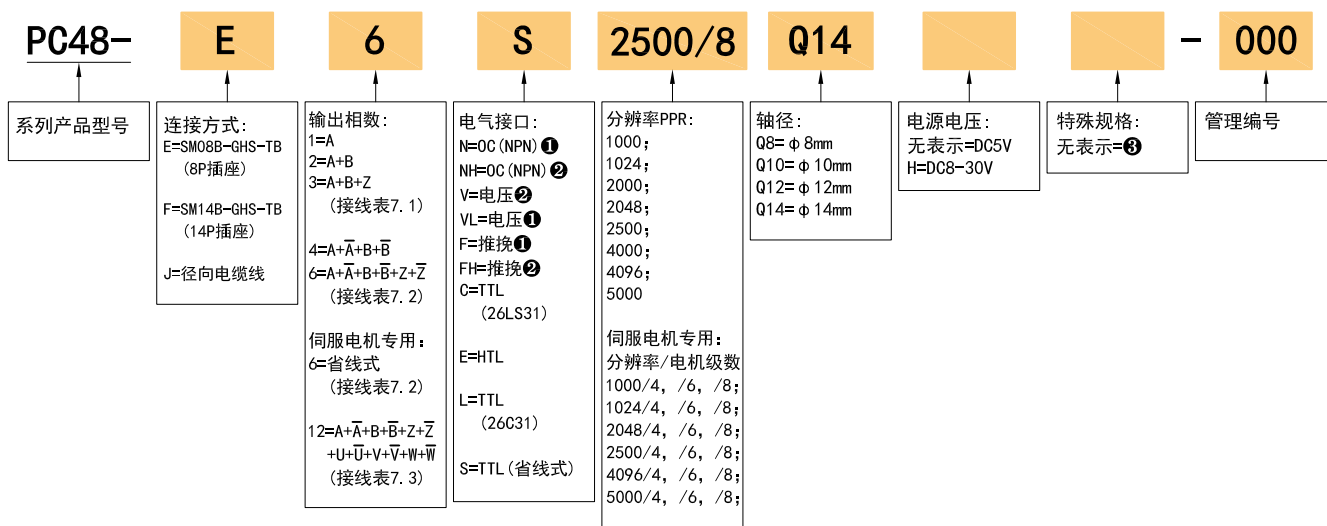 PC48- E 6 S 2500/8 Q14 - 000
系列产品型号
连接方式:
E=SM08B-GHS-TB
(8P插座)
F=SM14B-GHS-TB
(14P插座)
J=径向电缆线
输出相数:
1=A
2=A+B
3=A+B+Z
(接线表7.1)
4=A+A̅+B+B̅
6=A+A̅+B+B̅+Z+Z̅
(接线表7.2)
伺服电机专用:
6=省线式
(接线表7.2)
12=A+A̅+B+B̅+Z+Z̅
+U+U̅+V+V̅+W+W̅
(接线表7.3)
电气接口:
N=OC(NPN)❶
NH=OC(NPN)❷
V=电压❷
VL=电压❶
F=推挽❶
FH=推挽❷
C=TTL
(26LS31)
E=HTL
L=TTL
(26C31)
S=TTL(省线式)
分辨率PPR:
1000;
1024;
2000;
2048;
2500;
4000;
4096;
5000
伺服电机专用:
分辨率/电机级数
1000/4, /6, /8;
1024/4, /6, /8;
2048/4, /6, /8;
2500/4, /6, /8;
4096/4, /6, /8;
5000/4, /6, /8;
轴径:
Q8=φ8mm
Q10=φ10mm
Q12=φ12mm
Q14=φ14mm
电源电压:
无表示=DC5V
H=DC8-30V
特殊规格:
无表示=❸
管理编号